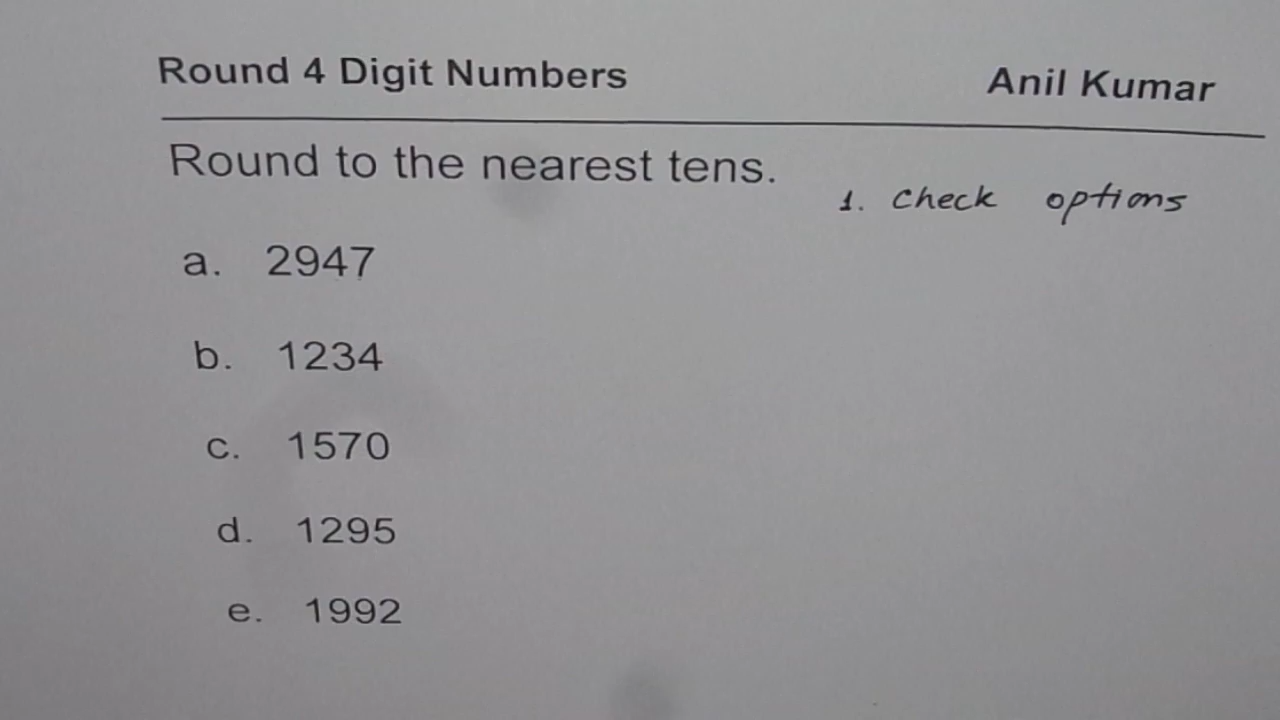 Round 4 Digit Numbers Anil Kumar
Round to the nearest tens.
1. Check options
a. 2947
b. 1234
c. 1570
d. 1295
e. 1992